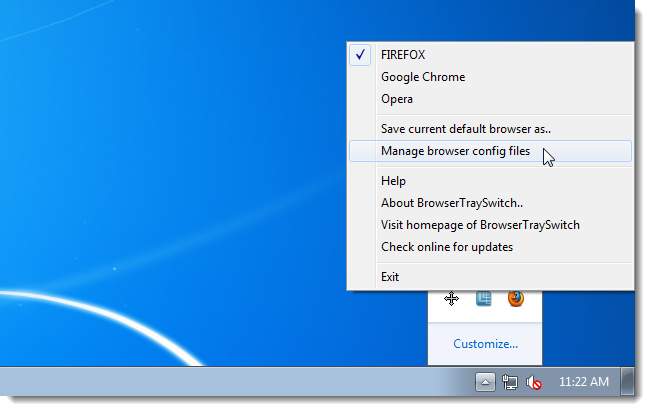 FIREFOX
Google Chrome
Opera
Save current default browser as..
Manage browser config files
Help
About BrowserTraySwitch..
Visit homepage of BrowserTraySwitch
Check online for updates
Exit
Customize...
11:22 AM